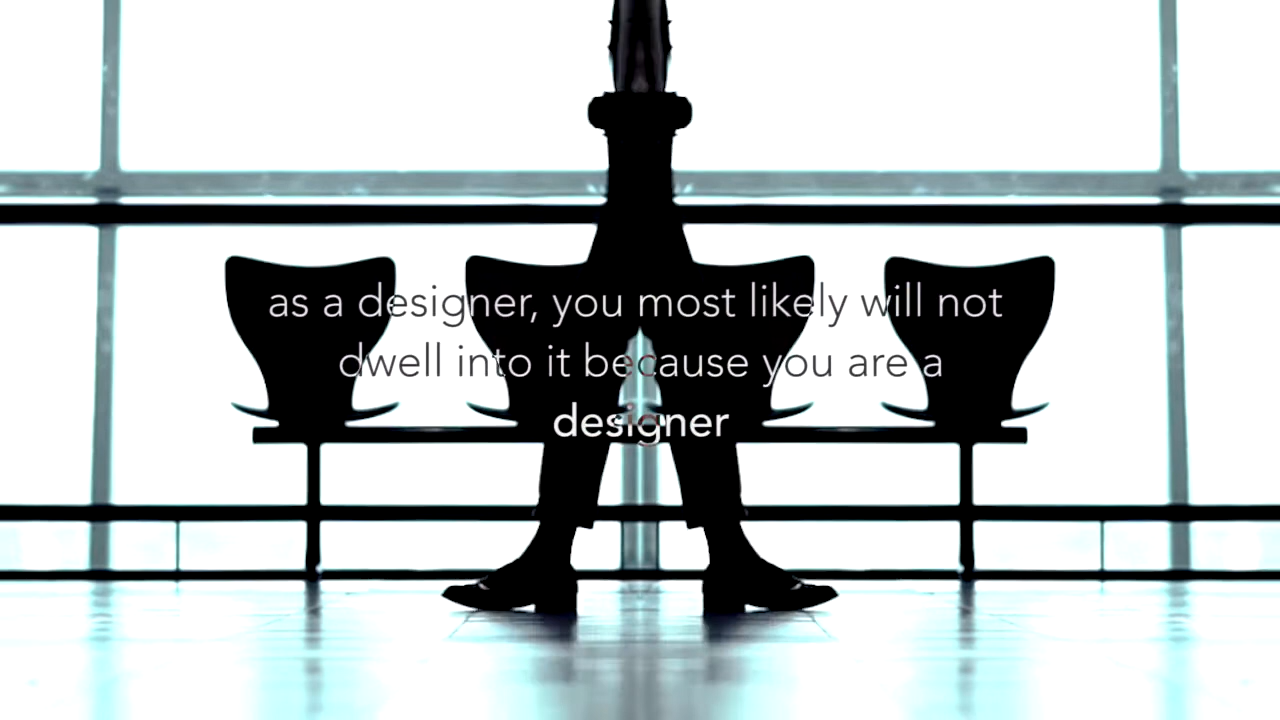 as a designer, you most likely will not
dwell into it because you are a
designer